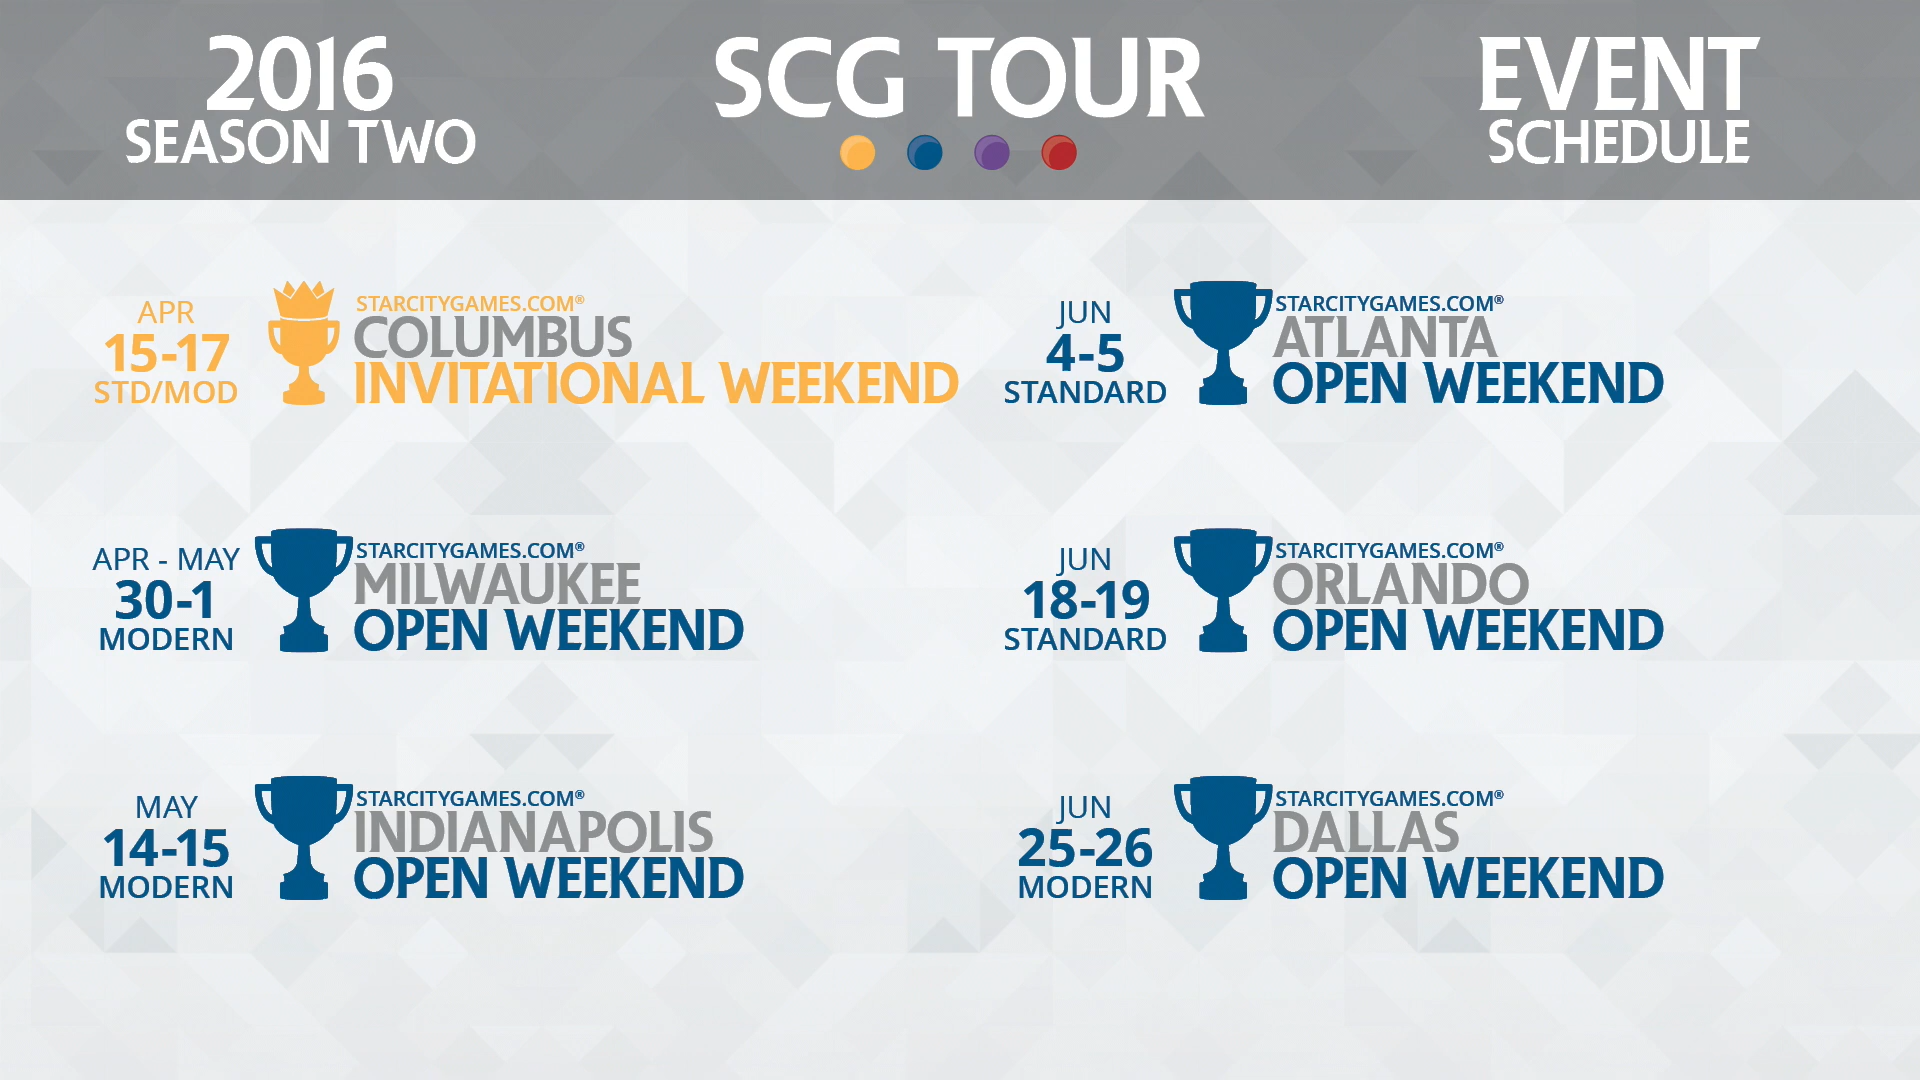 2016
SEASON TWO
SCG TOUR
EVENT
SCHEDULE
APR
15-17
STD/MOD
STARCITYGAMES.COM®
COLUMBUS
INVITATIONAL WEEKEND
APR - MAY
30-1
MODERN
STARCITYGAMES.COM®
MILWAUKEE
OPEN WEEKEND
MAY
14-15
MODERN
STARCITYGAMES.COM®
INDIANAPOLIS
OPEN WEEKEND
JUN
4-5
STANDARD
STARCITYGAMES.COM®
ATLANTA
OPEN WEEKEND
JUN
18-19
STANDARD
STARCITYGAMES.COM®
ORLANDO
OPEN WEEKEND
JUN
25-26
MODERN
STARCITYGAMES.COM®
DALLAS
OPEN WEEKEND